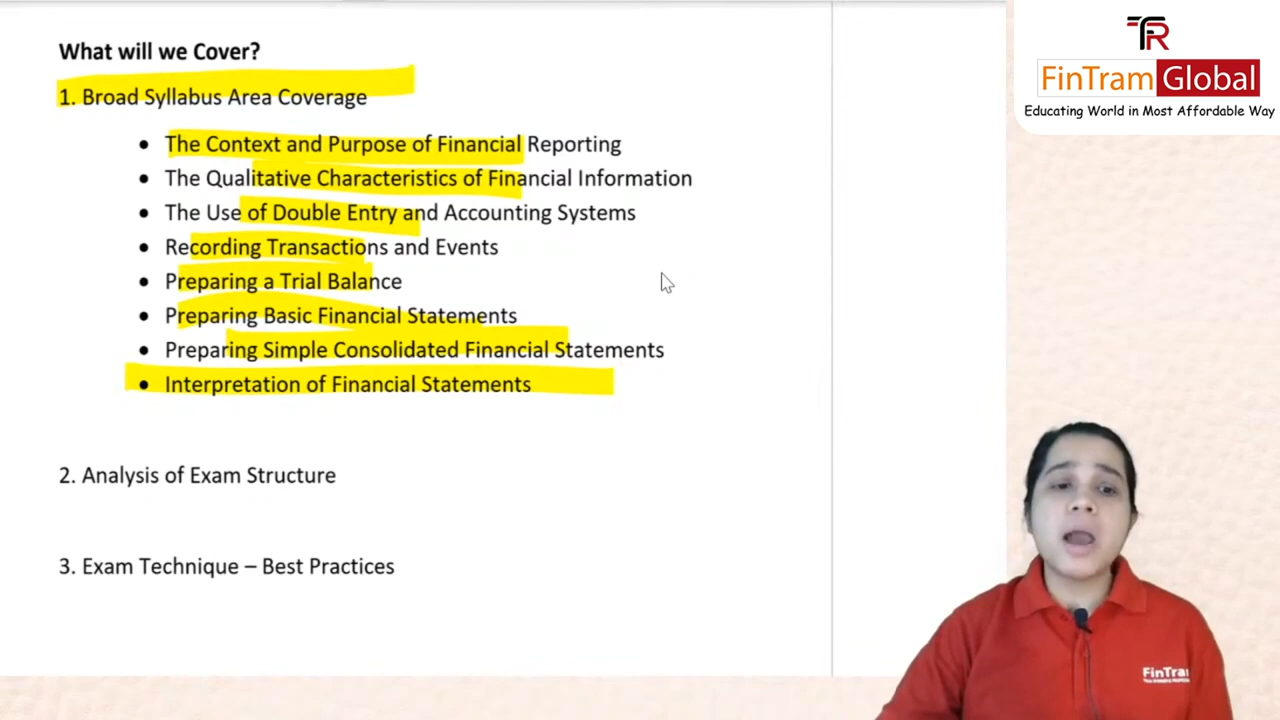 What will we Cover?
1. Broad Syllabus Area Coverage
• The Context and Purpose of Financial Reporting
• The Qualitative Characteristics of Financial Information
• The Use of Double Entry and Accounting Systems
• Recording Transactions and Events
• Preparing a Trial Balance
• Preparing Basic Financial Statements
• Preparing Simple Consolidated Financial Statements
• Interpretation of Financial Statements
2. Analysis of Exam Structure
3. Exam Technique – Best Practices
FinTram Global
Educating World in Most Affordable Way
FinTra